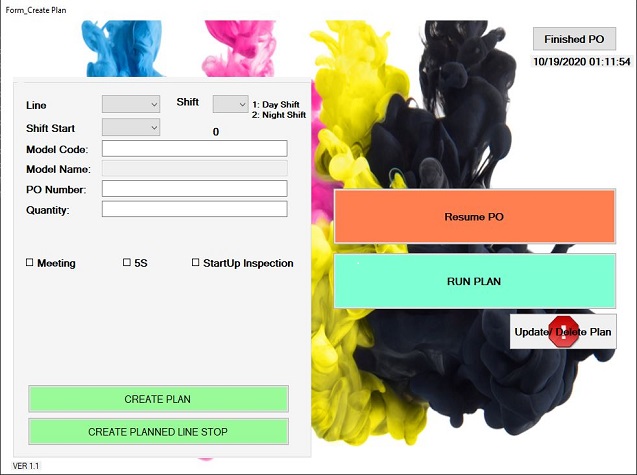 Form_Create Plan
Finished PO
10/19/2020 01:11:54
Line
Shift
1: Day Shift
2: Night Shift
Shift Start
0
Model Code:
Model Name:
PO Number:
Quantity:
Resume PO
Meeting
5S
StartUp Inspection
RUN PLAN
Update/ Delete Plan
CREATE PLAN
CREATE PLANNED LINE STOP
VER 1.1